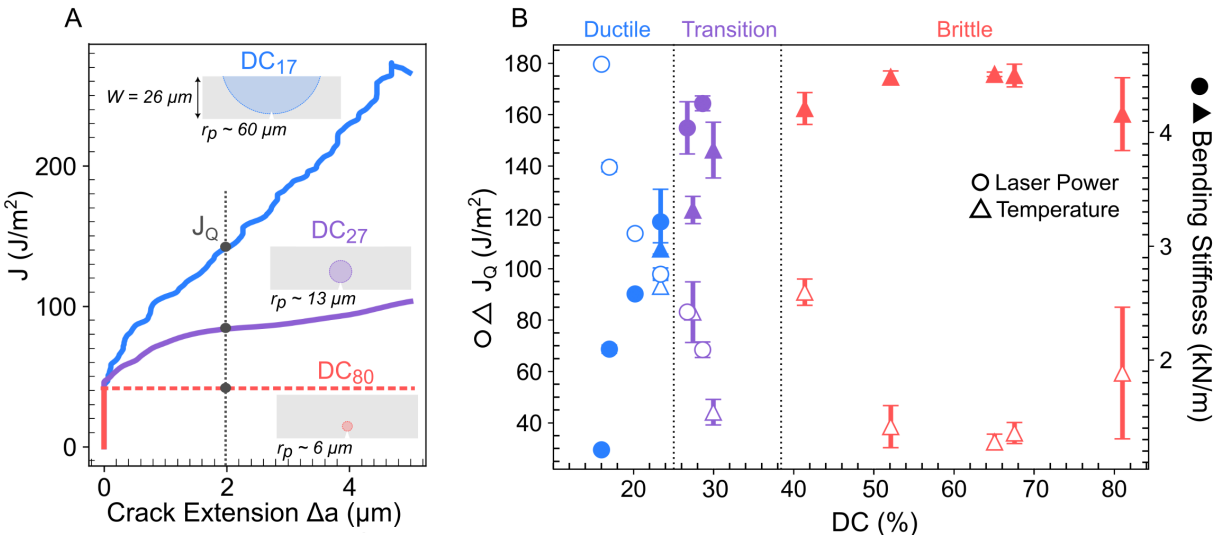 A
DC17
W = 26 µm
rp ~ 60 µm
JQ
DC27
rp ~ 13 µm
DC80
rp ~ 6 µm
0
100
200
J (J/m²)
0
2
4
Crack Extension Δa (µm)
B
Ductile
Transition
Brittle
180
160
140
120
100
80
60
40
JQ (J/m²)
Laser Power
Temperature
4
3
2
Bending Stiffness (kN/m)
20
30
40
50
60
70
80
DC (%)